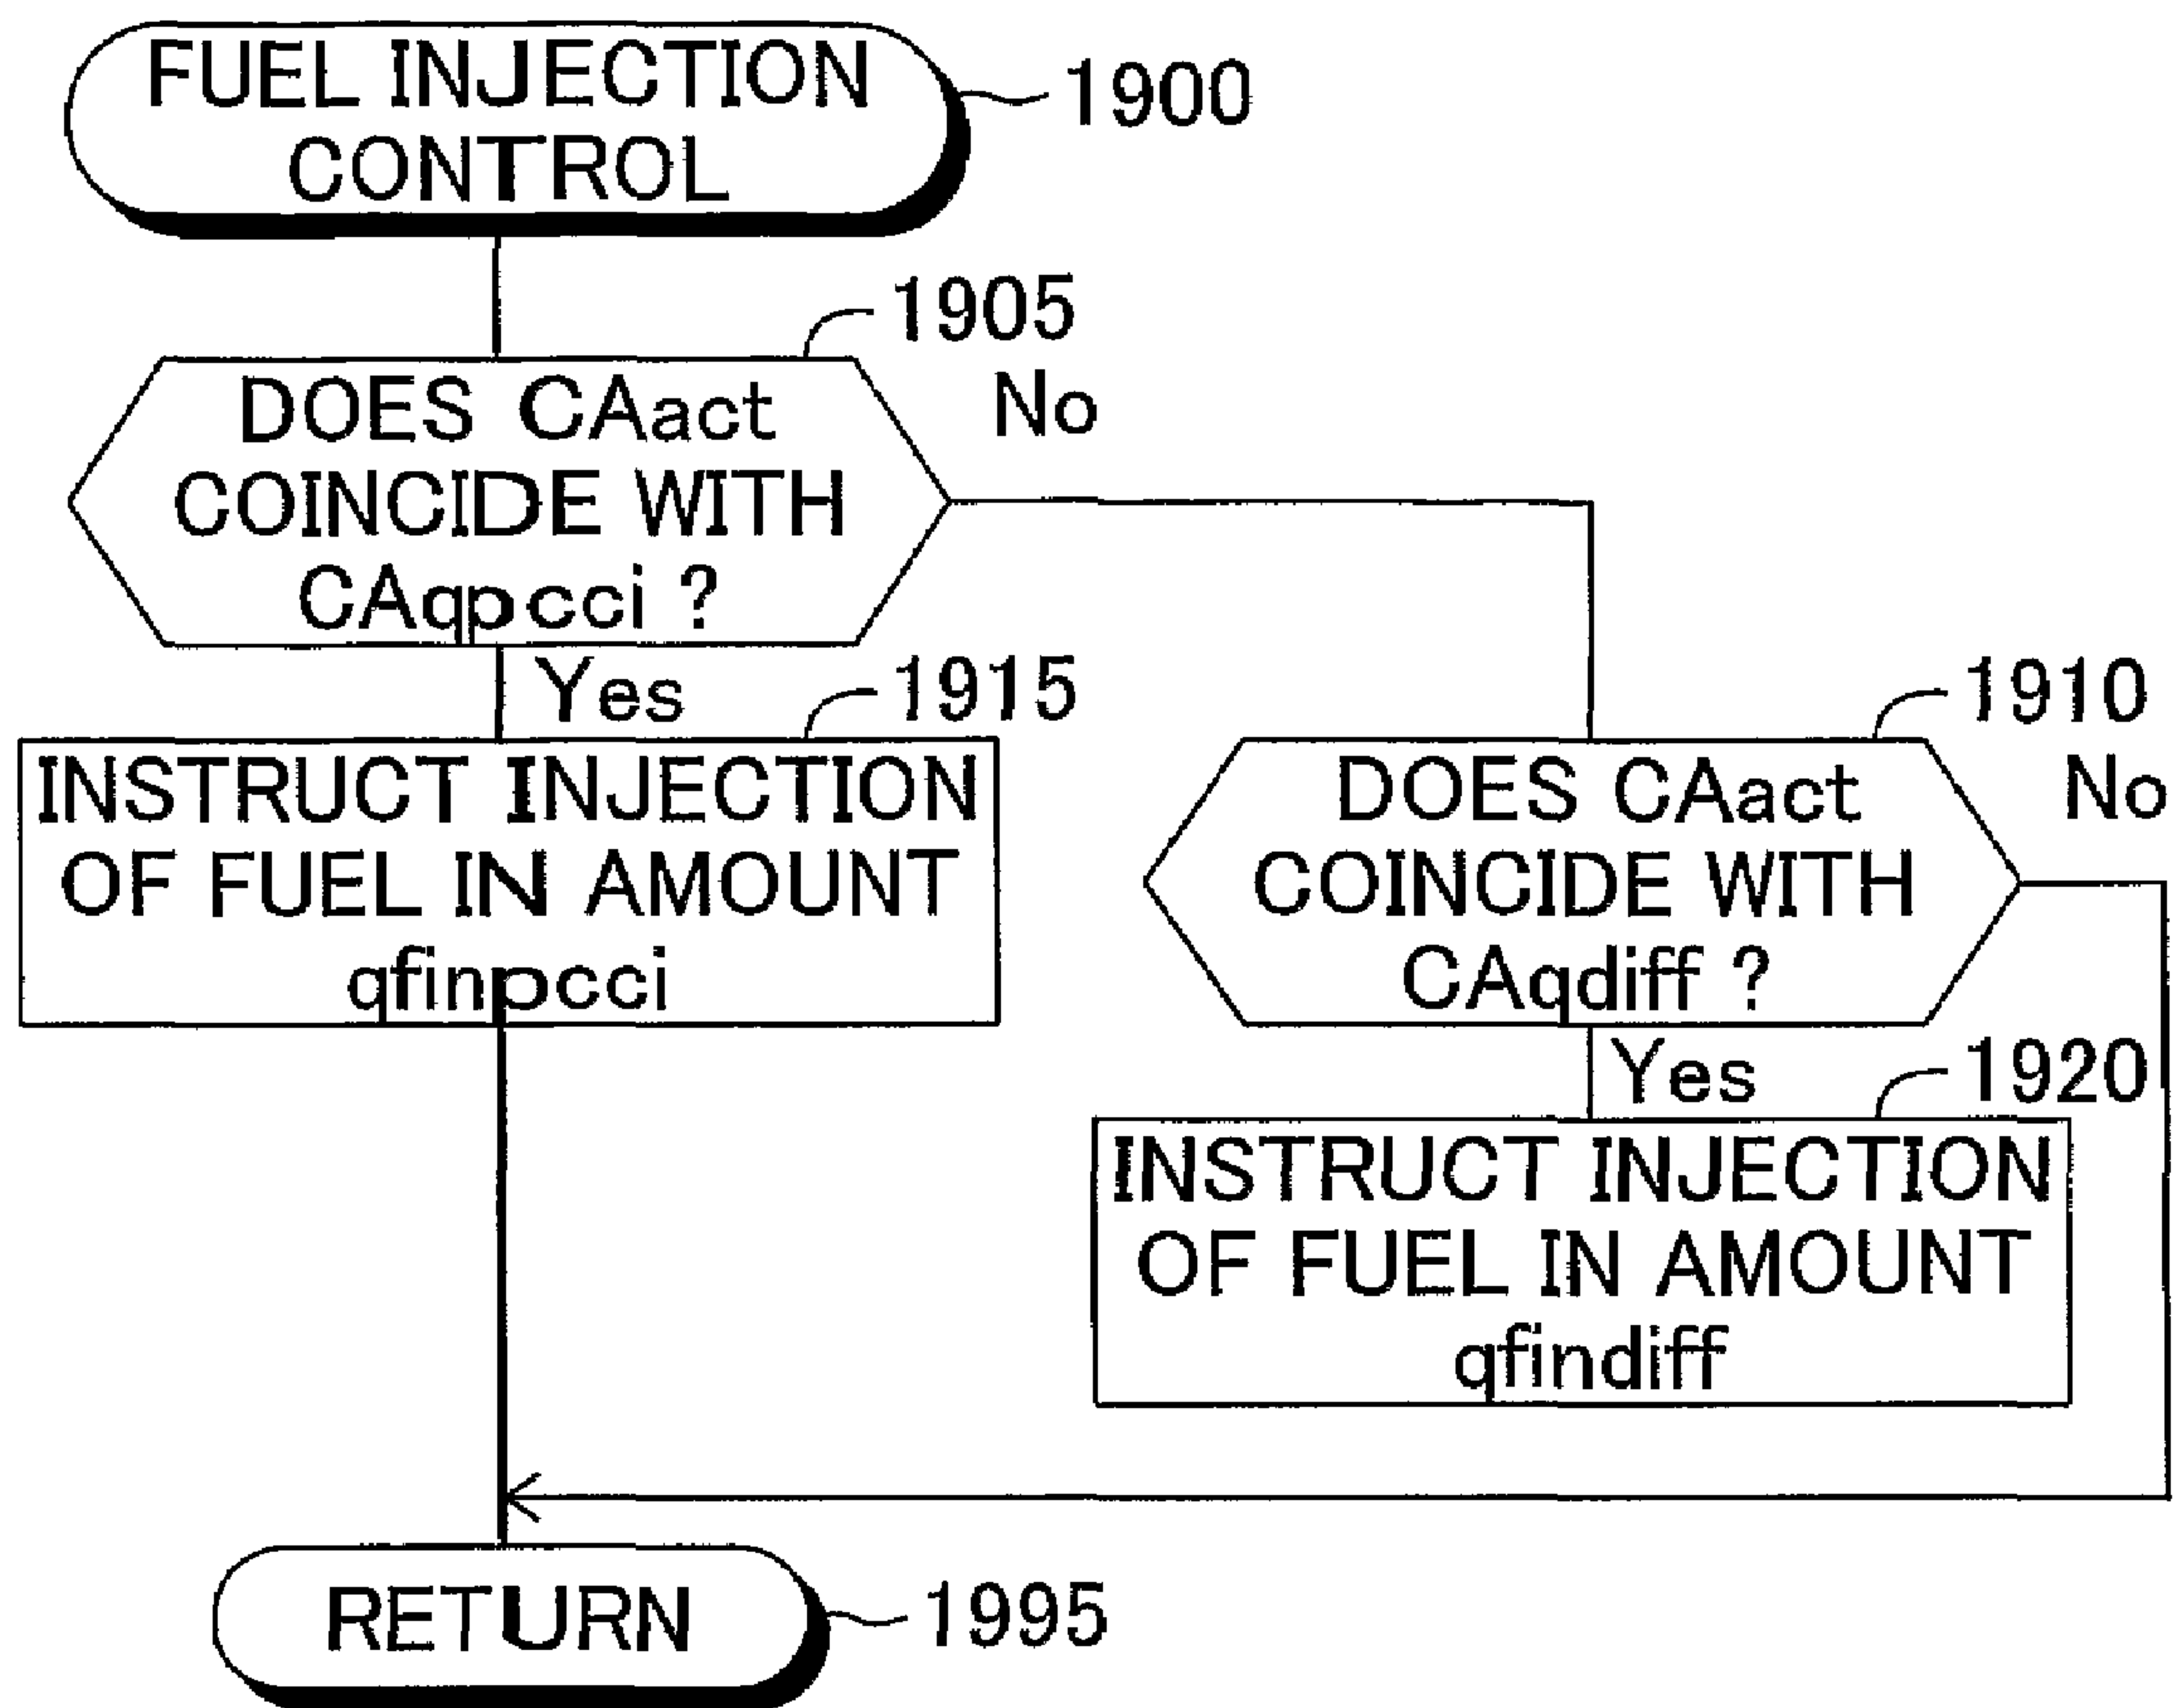 FUEL INJECTION
CONTROL
1900
1905
DOES CAact
COINCIDE WITH
CAqpcci ?
No
Yes
1915
INSTRUCT INJECTION
OF FUEL IN AMOUNT
qfinpcci
1910
DOES CAact
COINCIDE WITH
CAqdiff ?
No
Yes
1920
INSTRUCT INJECTION
OF FUEL IN AMOUNT
qfindiff
RETURN
1995